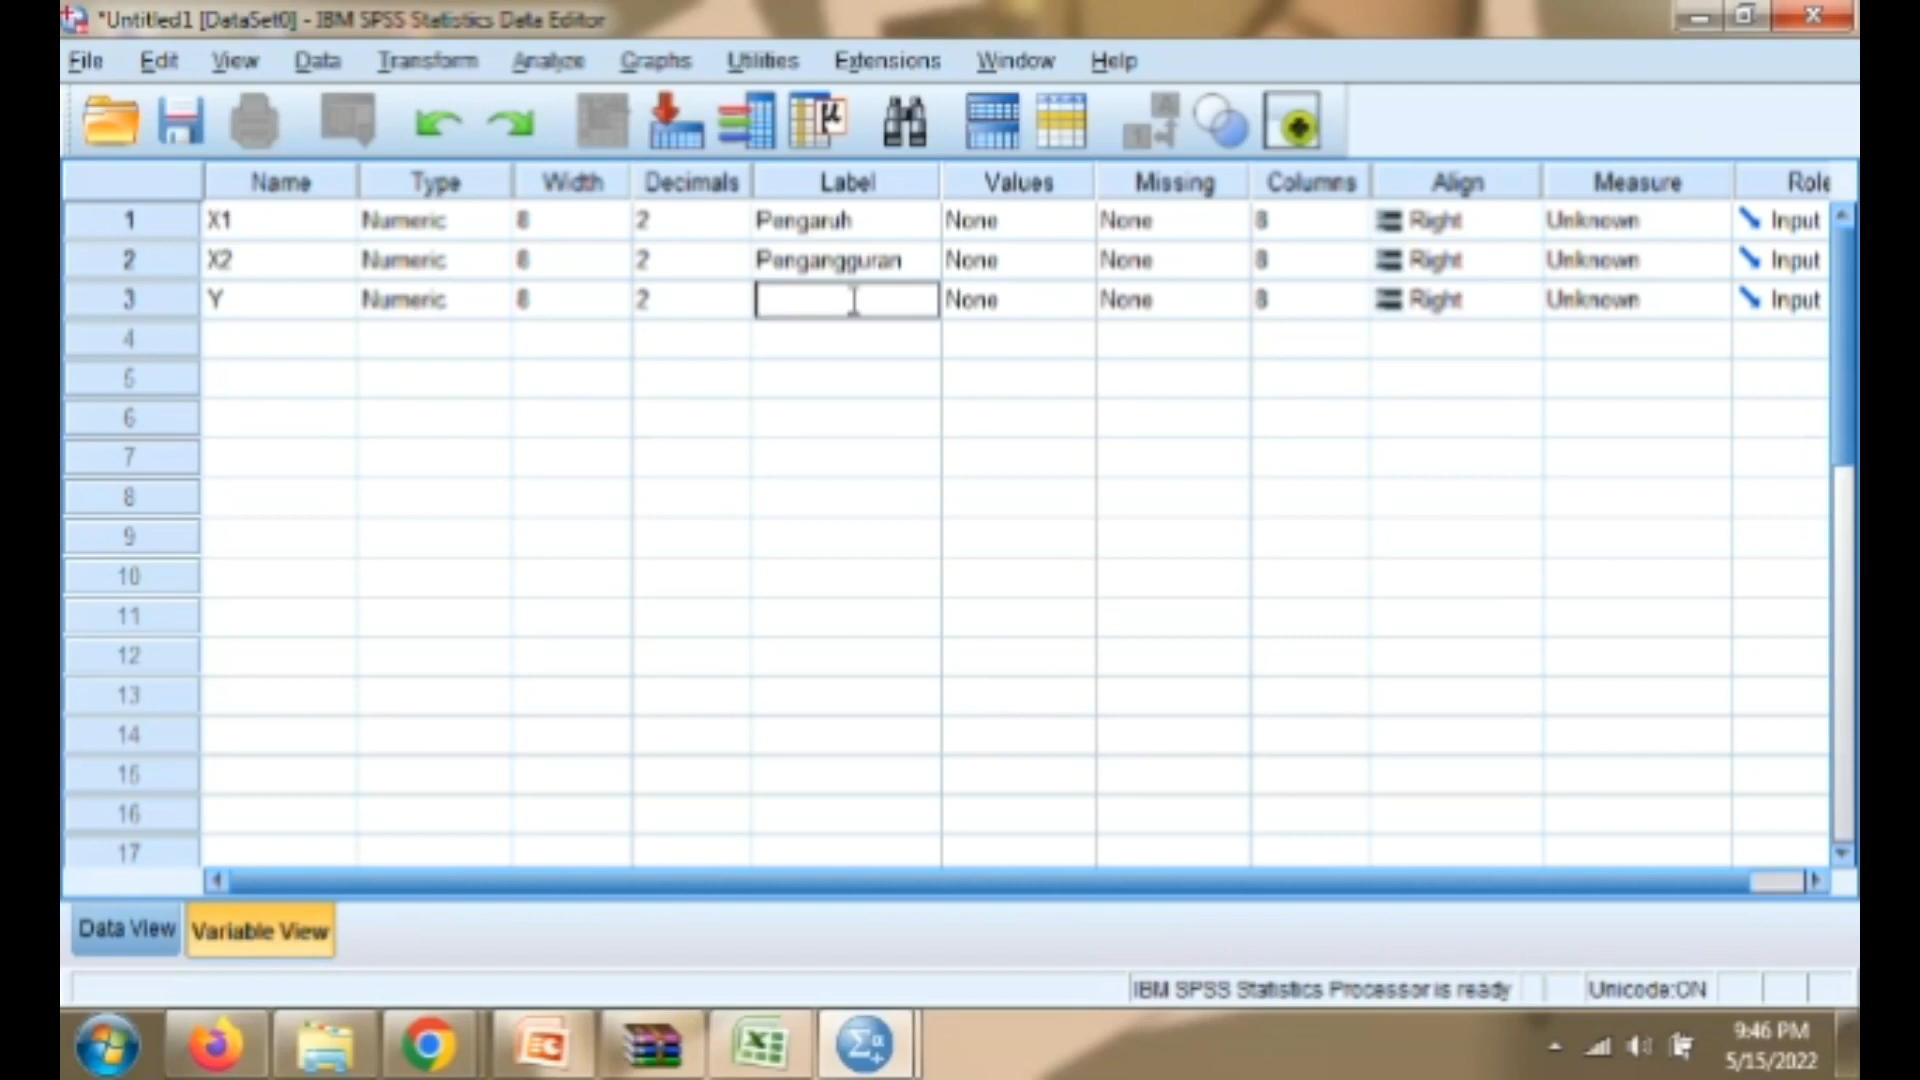 *Untitled1 [DataSet0] - IBM SPSS Statistics Data Editor
File Edit View Data Transform Analyze Graphs Utilities Extensions Window Help
Name Type Width Decimals Label Values Missing Columns Align Measure Role
1 X1 Numeric 8 2 Pengaruh None None 8 Right Unknown Input
2 X2 Numeric 8 2 Pengangguran None None 8 Right Unknown Input
3 Y Numeric 8 2 None None 8 Right Unknown Input
4
5
6
7
8
9
10
11
12
13
14
15
16
17
Data View Variable View
IBM SPSS Statistics Processor is ready Unicode:ON
9:46 PM
5/15/2022